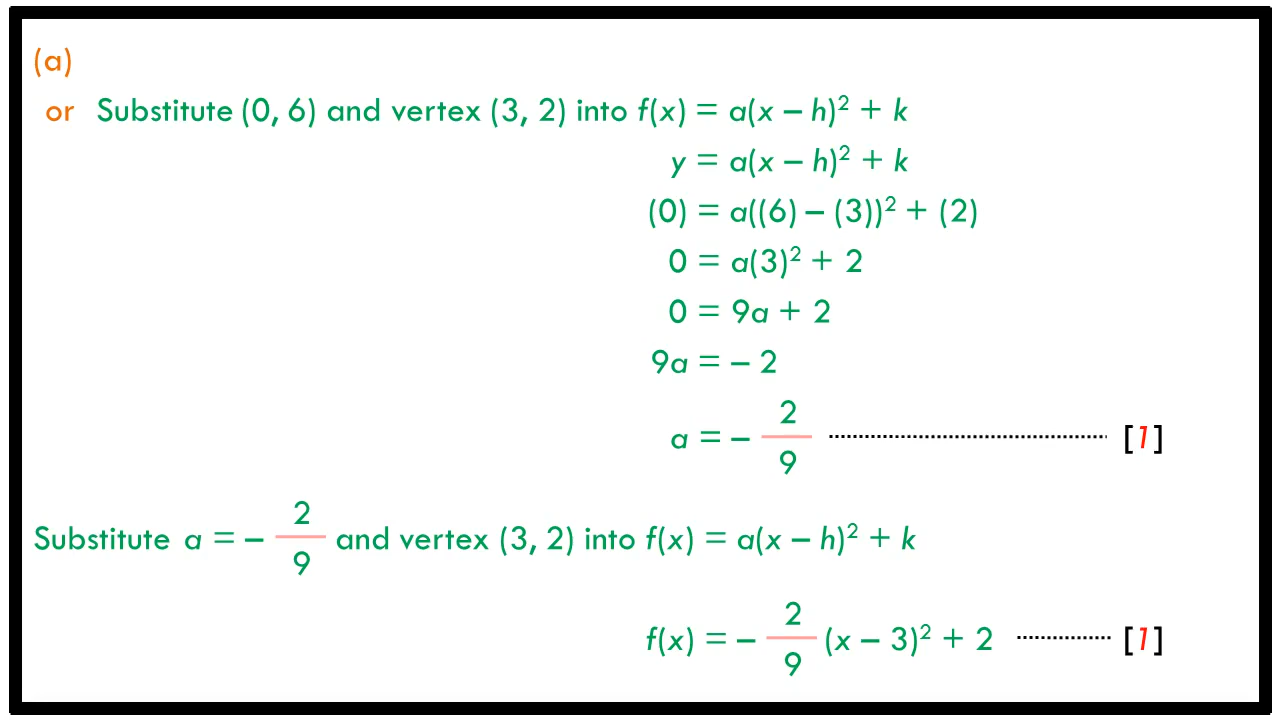 (a)
or Substitute (0, 6) and vertex (3, 2) into f(x) = a(x – h)² + k
y = a(x – h)² + k
(0) = a((6) – (3))² + (2)
0 = a(3)² + 2
0 = 9a + 2
9a = – 2
a = – 2/9 ........................ [1]
Substitute a = – 2/9 and vertex (3, 2) into f(x) = a(x – h)² + k
f(x) = – 2/9 (x – 3)² + 2 ............ [1]